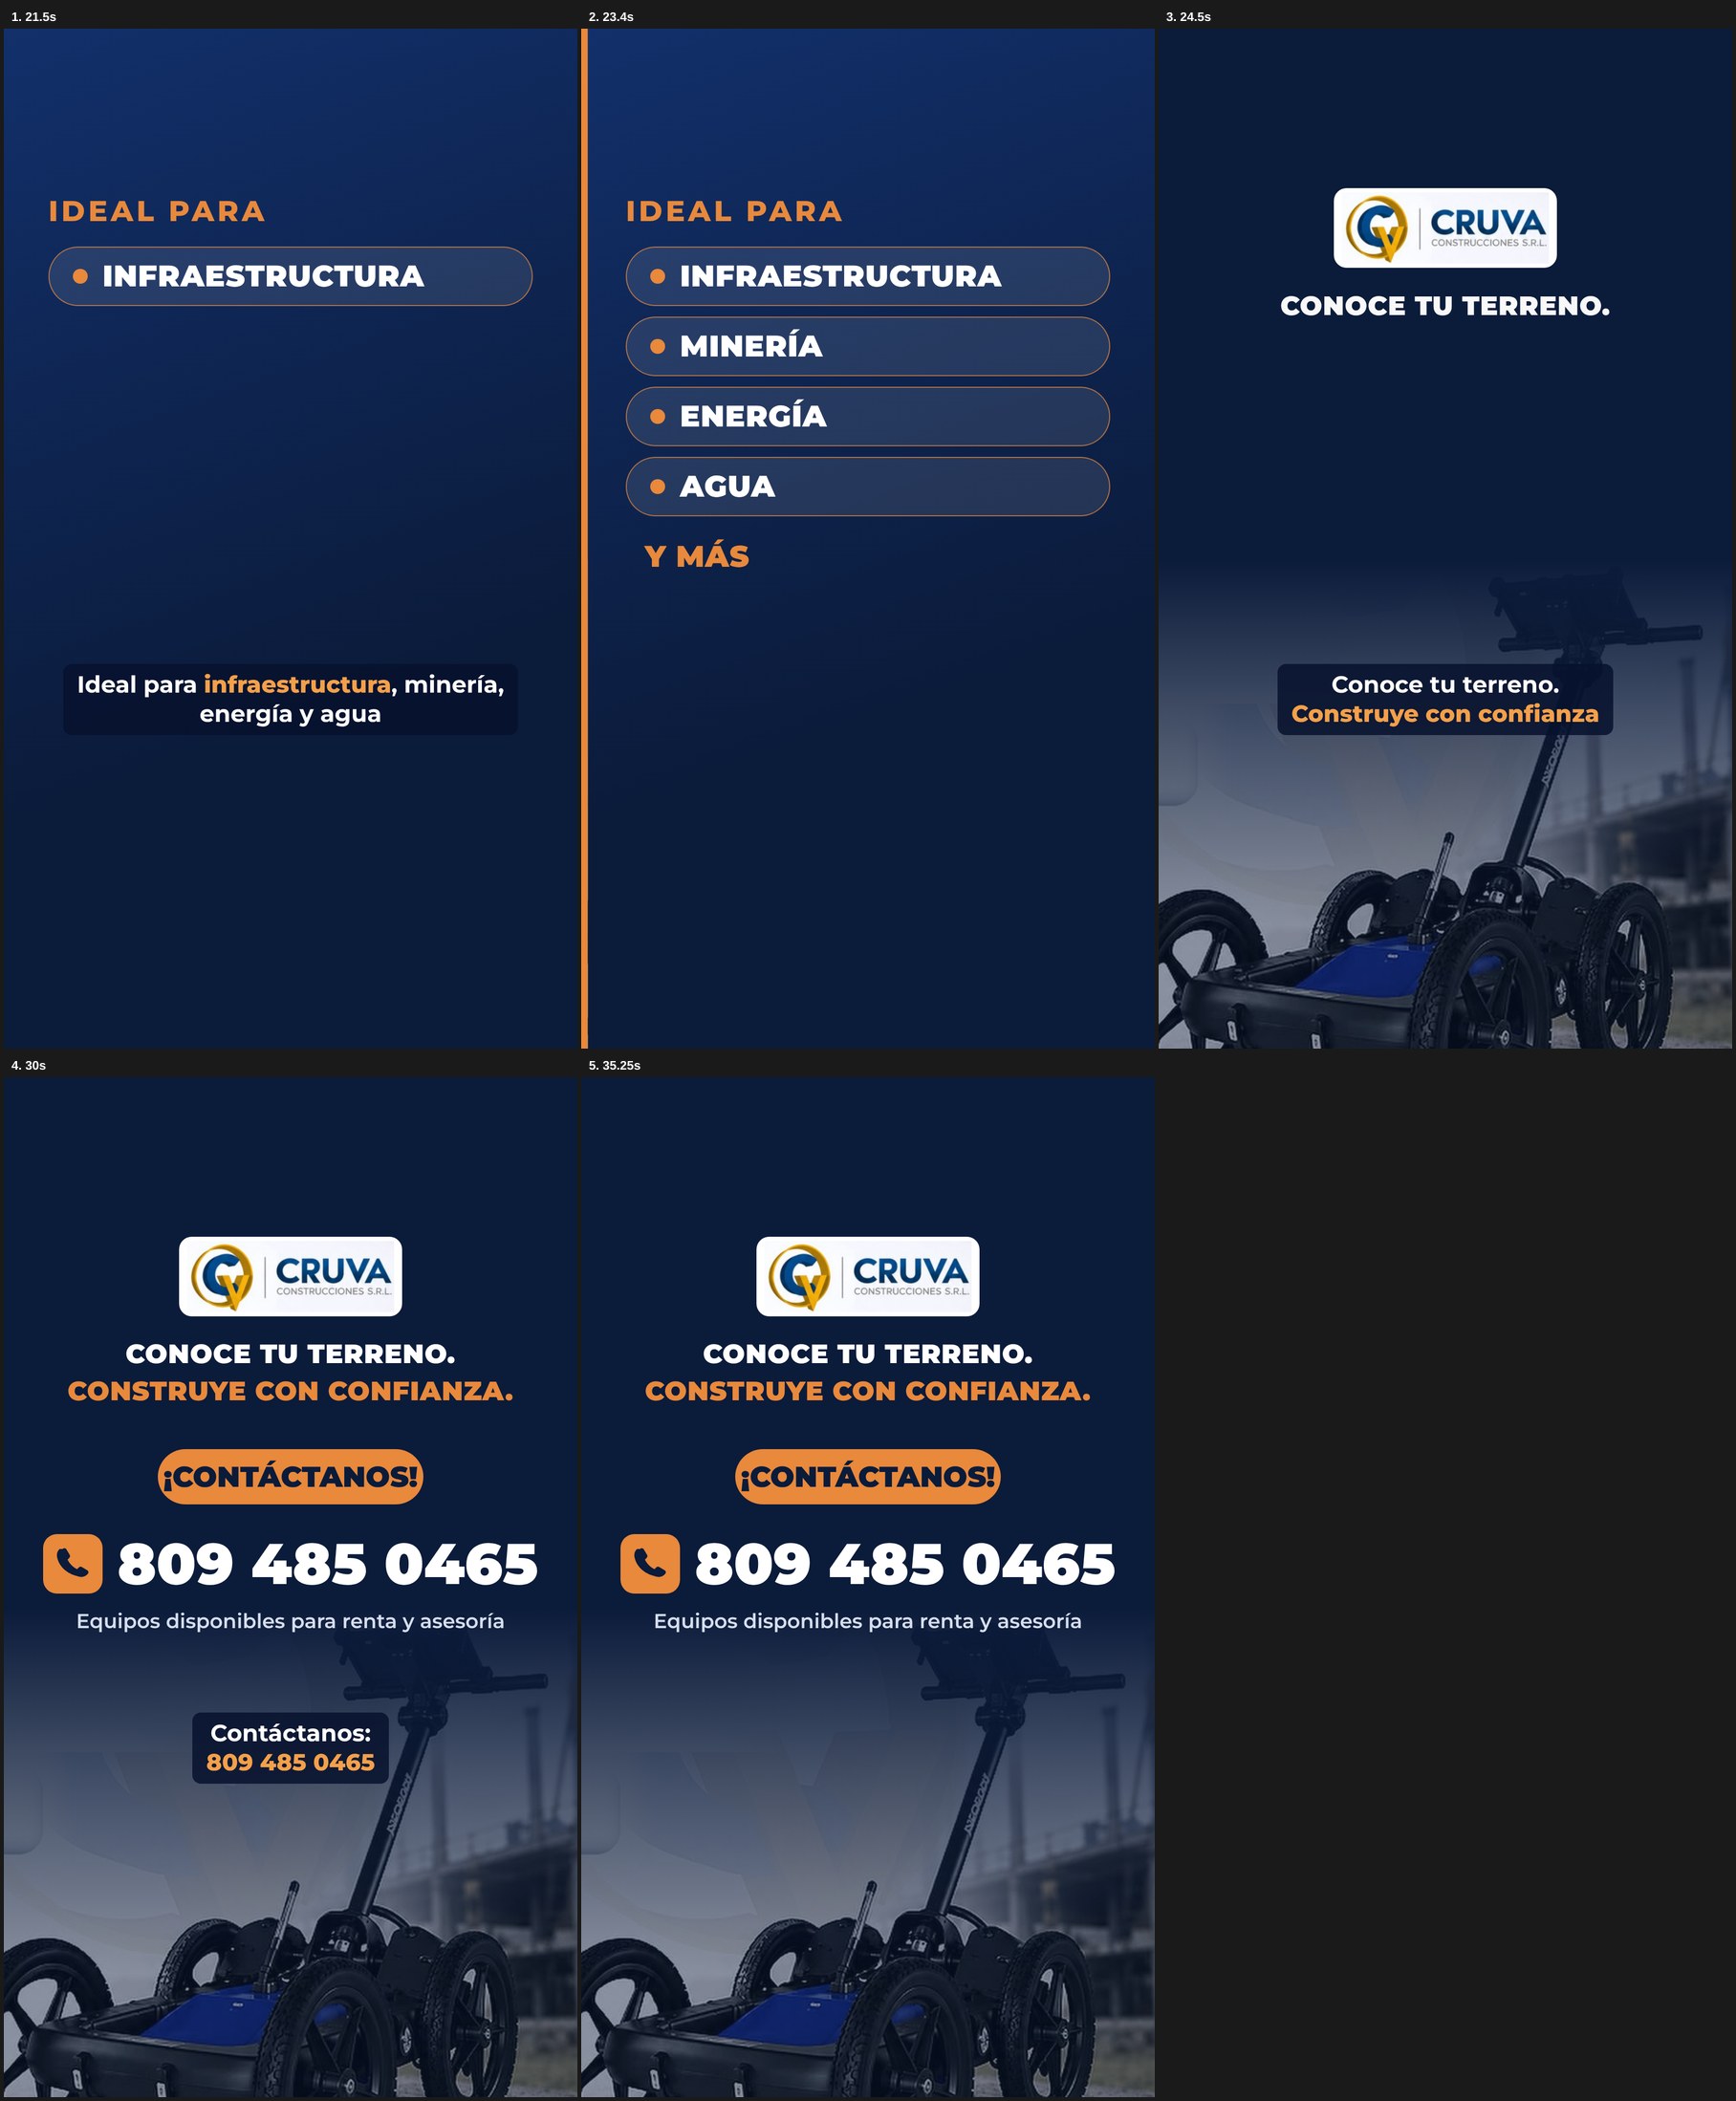 1. 21.5s
IDEAL PARA
INFRAESTRUCTURA
Ideal para infraestructura, minería,
energía y agua
2. 23.4s
IDEAL PARA
INFRAESTRUCTURA
MINERÍA
ENERGÍA
AGUA
Y MÁS
3. 24.5s
CRUVA
CONSTRUCCIONES S.R.L.
CONOCE TU TERRENO.
Conoce tu terreno.
Construye con confianza
4. 30s
CRUVA
CONSTRUCCIONES S.R.L.
CONOCE TU TERRENO.
CONSTRUYE CON CONFIANZA.
¡CONTÁCTANOS!
809 485 0465
Equipos disponibles para renta y asesoría
Contáctanos:
809 485 0465
5. 35.25s
CRUVA
CONSTRUCCIONES S.R.L.
CONOCE TU TERRENO.
CONSTRUYE CON CONFIANZA.
¡CONTÁCTANOS!
809 485 0465
Equipos disponibles para renta y asesoría